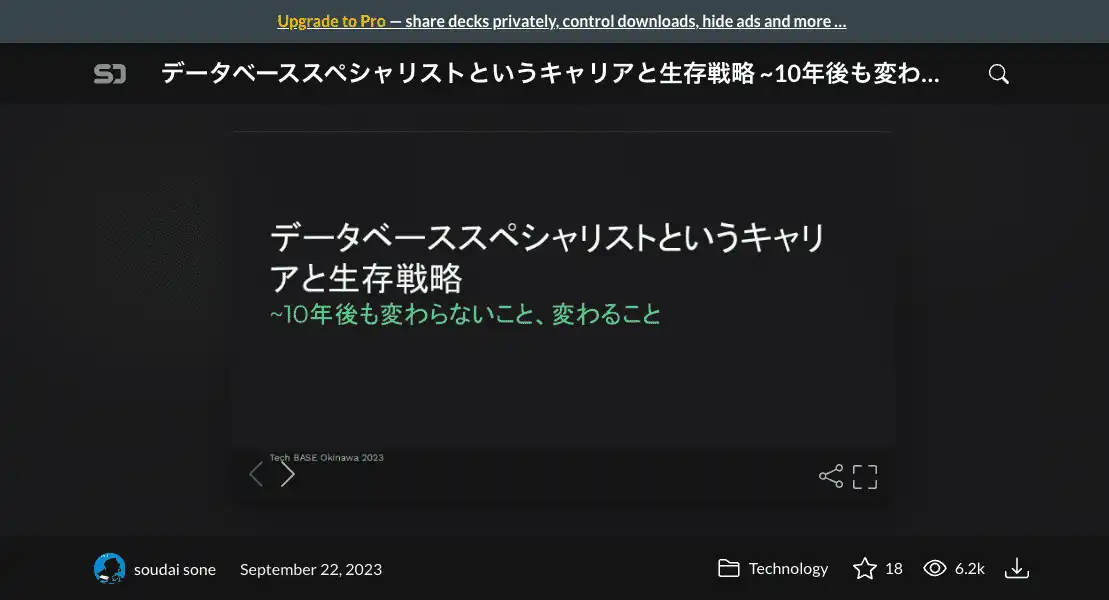 Upgrade to Pro — share decks privately, control downloads, hide ads and more …
SD データベーススペシャリストというキャリアと生存戦略 ~10年後も変わ...
データベーススペシャリストというキャリ
アと生存戦略
~10年後も変わらないこと、変わること
Tech BASE Okinawa 2023
soudai sone September 22, 2023 Technology 18 6.2k